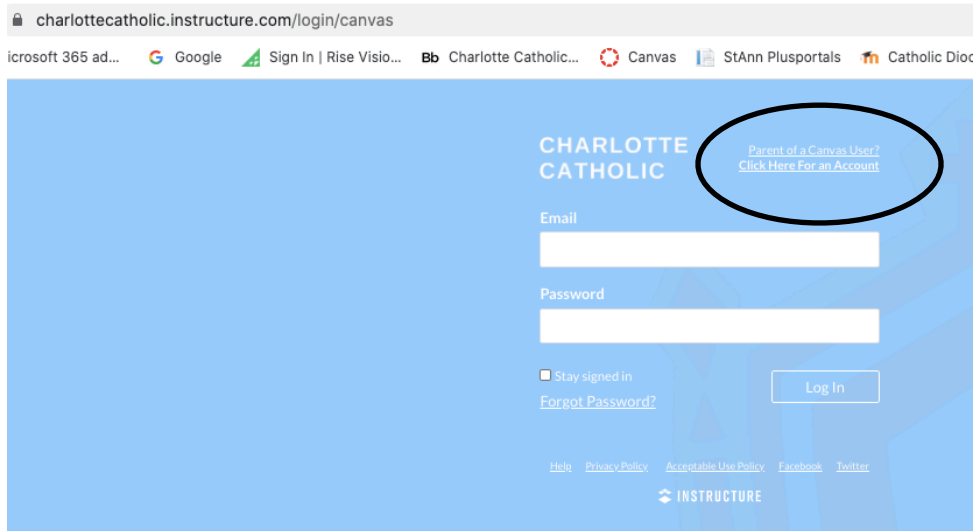 charlottecatholic.instructure.com/login/canvas
icrosoft 365 ad... Google Sign In | Rise Visio... Bb Charlotte Catholic... Canvas StAnn Plusportals Catholic Dioc
CHARLOTTE
CATHOLIC
Parent of a Canvas User?
Click Here For an Account
Email
Password
Stay signed in
Forgot Password?
Log In
Help Privacy Policy Acceptable Use Policy Facebook Twitter
INSTRUCTURE